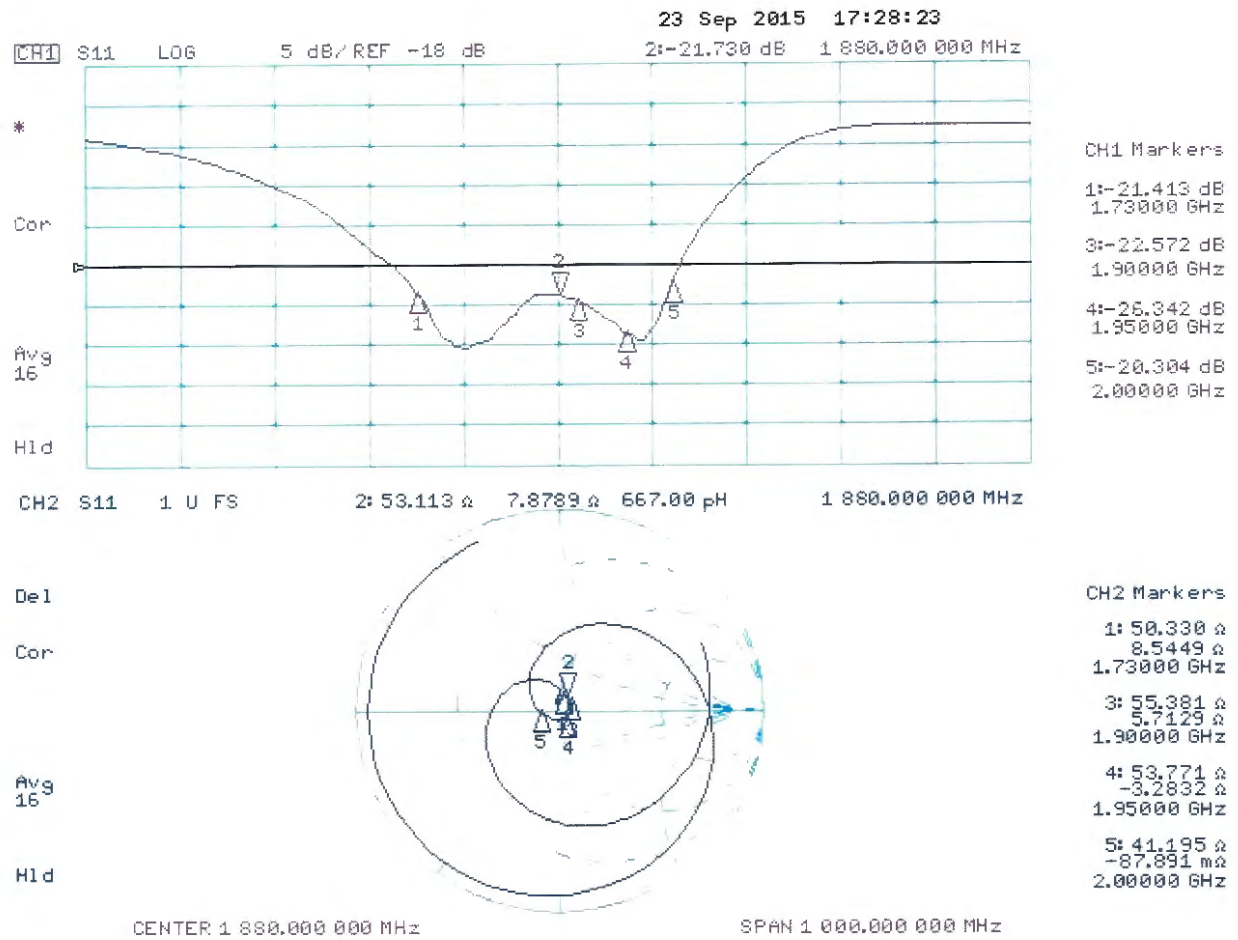 23 Sep 2015 17:28:23
CH1 S11 LOG 5 dB/REF -18 dB 2:-21.730 dB 1 880.000 000 MHz
*
Cor
Avg
16
Hld
2
1
3
4
5
CH1 Markers
1:-21.413 dB
1.73000 GHz
3:-22.572 dB
1.90000 GHz
4:-26.342 dB
1.95000 GHz
5:-20.304 dB
2.00000 GHz
CH2 S11 1 U FS 2: 53.113 Ω 7.8789 Ω 667.00 pH 1 880.000 000 MHz
Del
Cor
Avg
16
Hld
2
5
4
CH2 Markers
1: 50.330 Ω
8.5449 Ω
1.73000 GHz
3: 55.381 Ω
5.7129 Ω
1.90000 GHz
4: 53.771 Ω
-3.2832 Ω
1.95000 GHz
5: 41.195 Ω
-87.891 mΩ
2.00000 GHz
CENTER 1 880.000 000 MHz SPAN 1 000.000 000 MHz